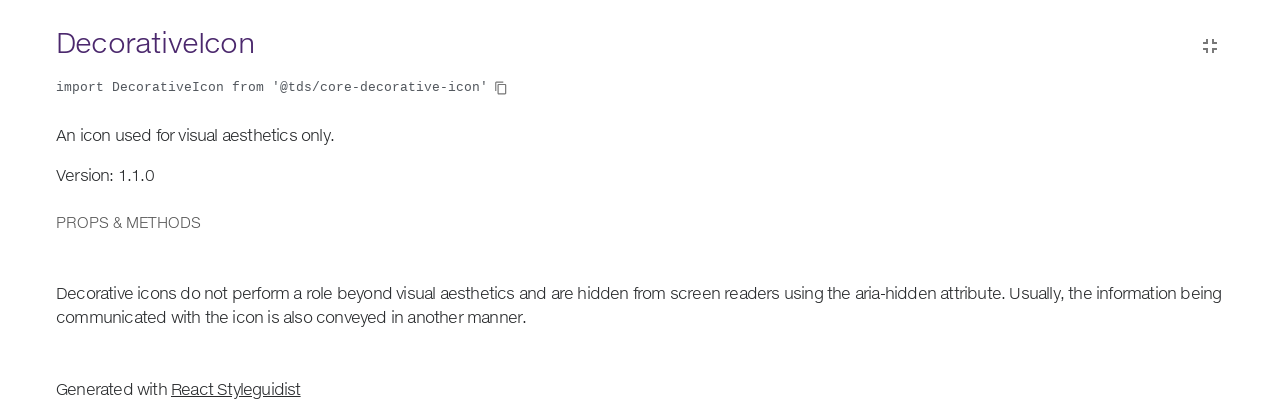 DecorativeIcon
import DecorativeIcon from '@tds/core-decorative-icon'
An icon used for visual aesthetics only.
Version: 1.1.0
PROPS & METHODS
Decorative icons do not perform a role beyond visual aesthetics and are hidden from screen readers using the aria-hidden attribute. Usually, the information being
communicated with the icon is also conveyed in another manner.
Generated with React Styleguidist